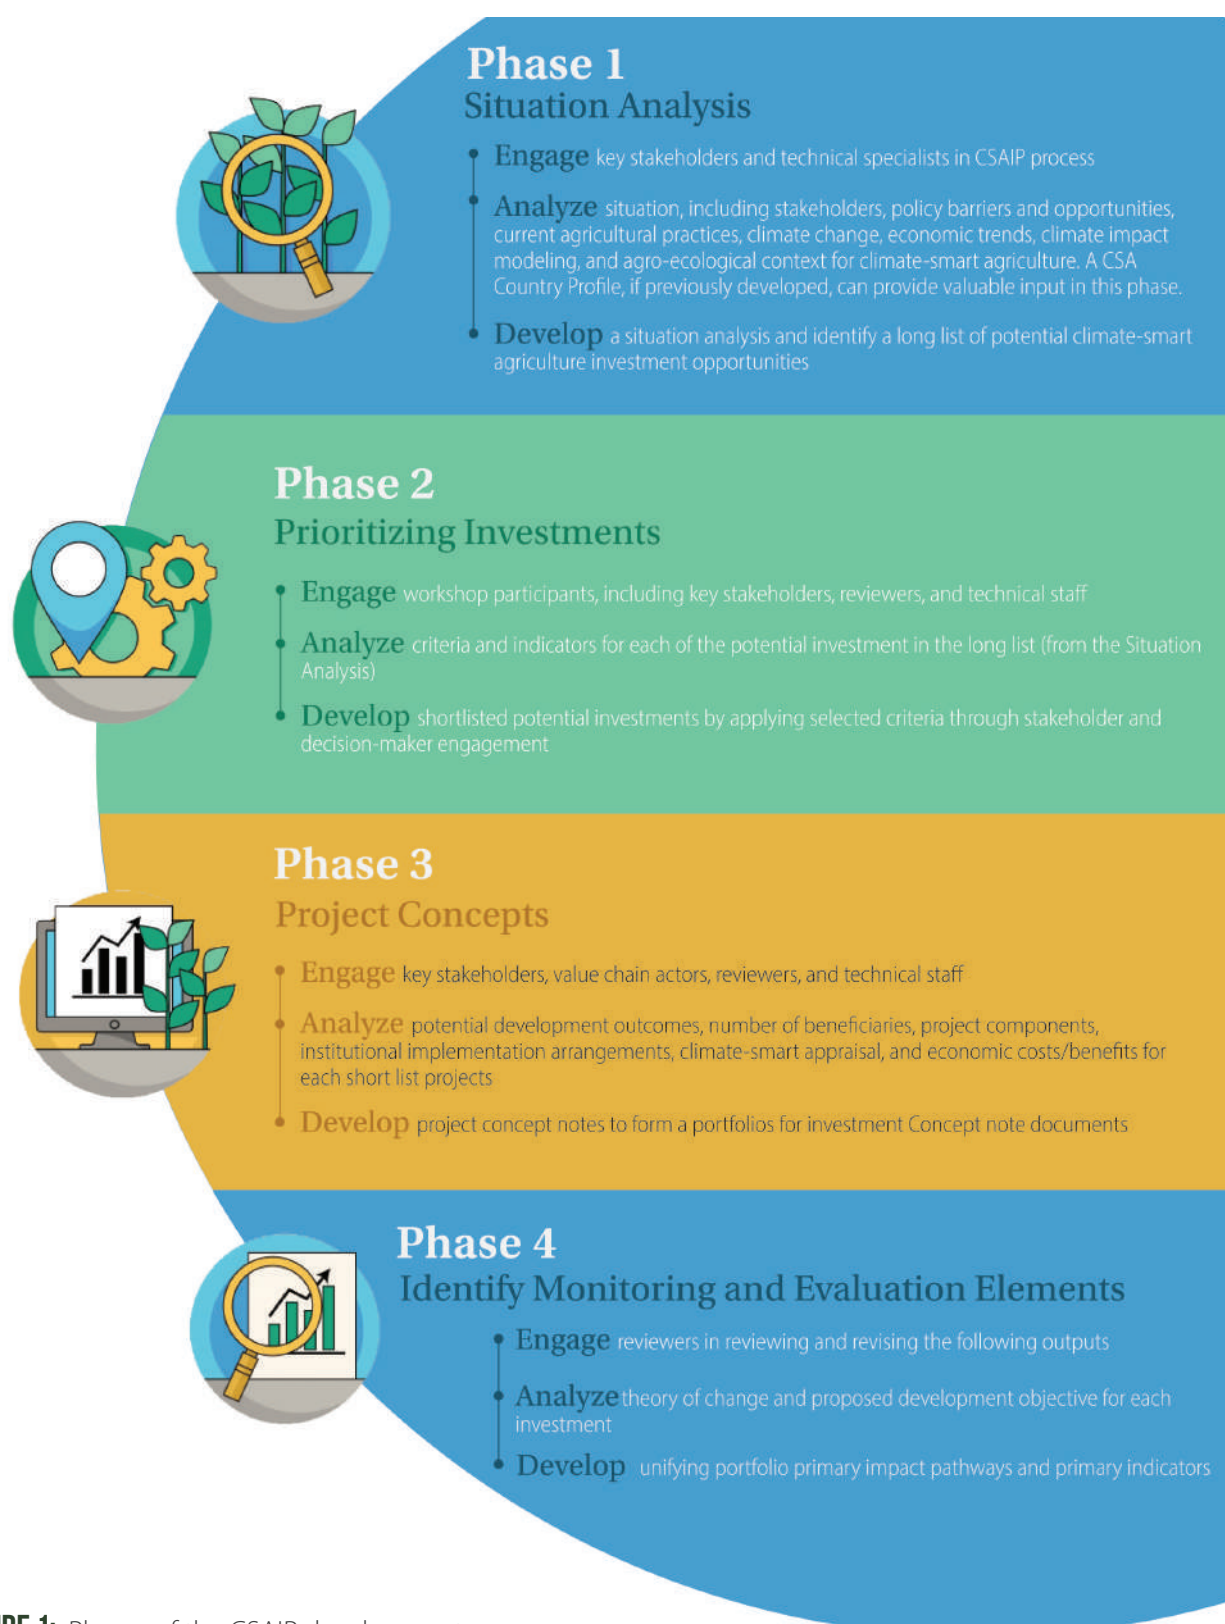 Phase 1
Situation Analysis
Engage key stakeholders and technical specialists in CSAIP process
Analyze situation, including stakeholders, policy barriers and opportunities,
current agricultural practices, climate change, economic trends, climate impact
modeling, and agro-ecological context for climate-smart agriculture. A CSA
Country Profile, if previously developed, can provide valuable input in this phase.
Develop a situation analysis and identify a long list of potential climate-smart
agriculture investment opportunities
Phase 2
Prioritizing Investments
Engage workshop participants, including key stakeholders, reviewers, and technical staff
Analyze criteria and indicators for each of the potential investment in the long list (from the Situation
Analysis)
Develop shortlisted potential investments by applying selected criteria through stakeholder and
decision-maker engagement
Phase 3
Project Concepts
Engage key stakeholders, value chain actors, reviewers, and technical staff
Analyze potential development outcomes, number of beneficiaries, project components,
institutional implementation arrangements, climate-smart appraisal, and economic costs/benefits for
each short list projects
Develop project concept notes to form a portfolios for investment Concept note documents
Phase 4
Identify Monitoring and Evaluation Elements
Engage reviewers in reviewing and revising the following outputs
Analyze theory of change and proposed development objective for each
investment
Develop unifying portfolio primary impact pathways and primary indicators